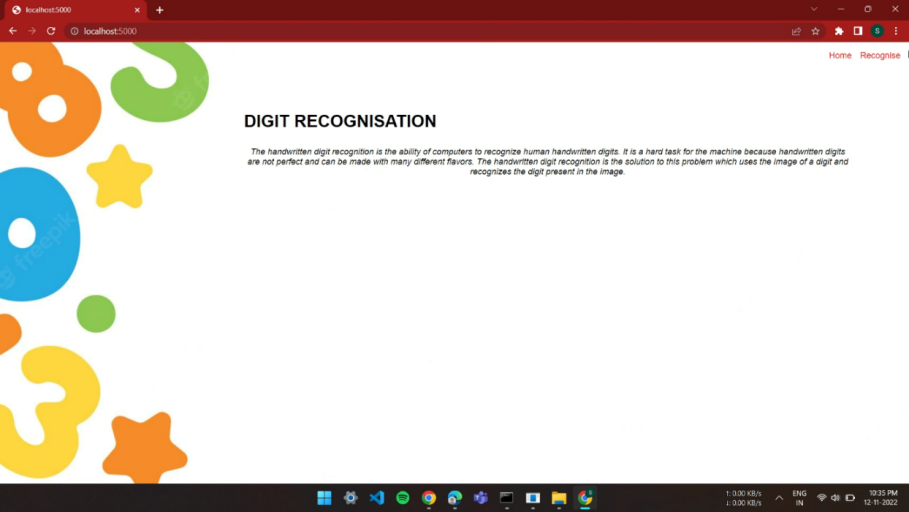 localhost:5000
localhost:5000
S
Home Recognise
DIGIT RECOGNISATION
The handwritten digit recognition is the ability of computers to recognize human handwritten digits. It is a hard task for the machine because handwritten digits
are not perfect and can be made with many different flavors. The handwritten digit recognition is the solution to this problem which uses the image of a digit and
recognizes the digit present in the image.
freepik
8
5
0
3
↑: 0.00 KB/s
↓: 0.00 KB/s
ENG
IN
10:35 PM
12-11-2022